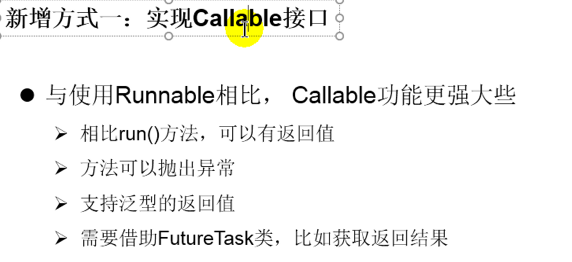 新增方式一：实现Callable接口
● 与使用Runnable相比， Callable功能更强大些
➢ 相比run()方法，可以有返回值
➢ 方法可以抛出异常
➢ 支持泛型的返回值
➢ 需要借助FutureTask类，比如获取返回结果